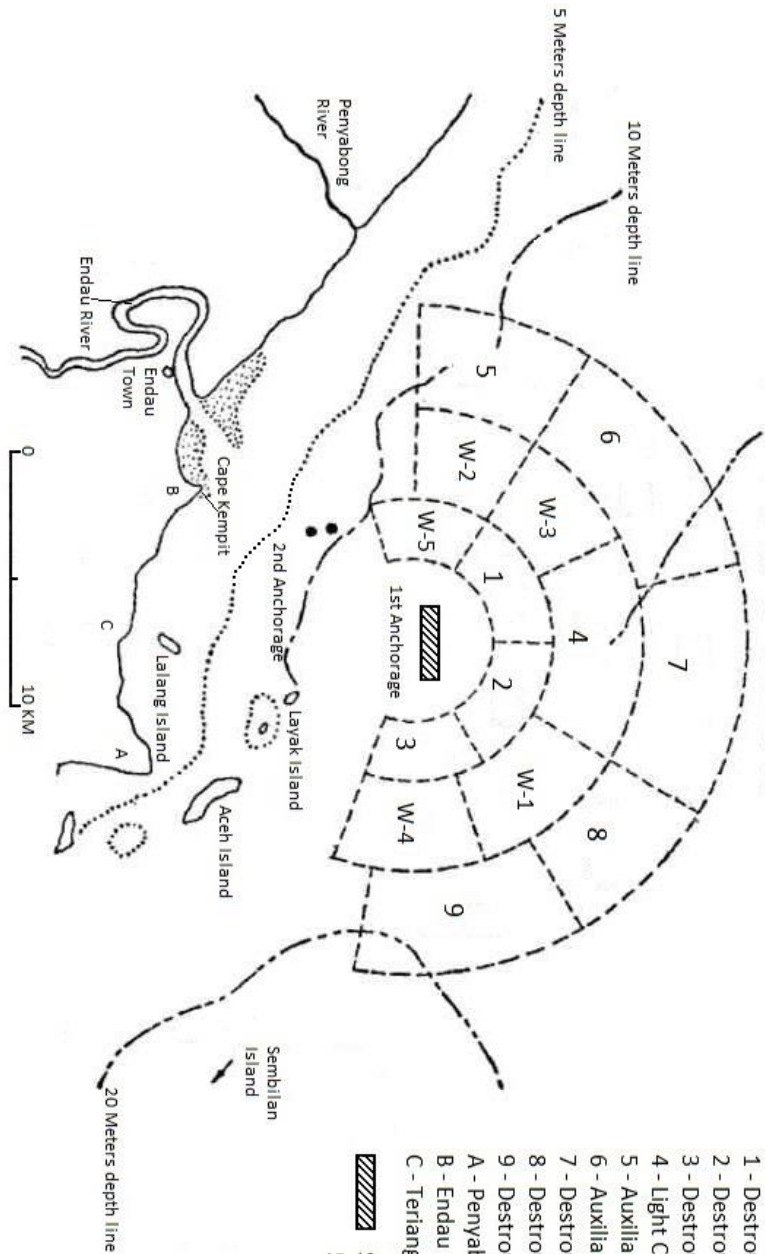 5 Meters depth line
10 Meters depth line
Penyabong
River
Endau River
Endau
Town
5
6
W-2
W-3
W-5
1
4
7
0
Cape Kempit
B
2nd Anchorage
1st Anchorage
2
C
Lalang Island
Layak Island
3
W-1
8
10 KM
A
Aceh Island
W-4
9
Sembilan
Island
20 Meters depth line
1 - Destro
2 - Destro
3 - Destro
4 - Light C
5 - Auxilia
6 - Auxilia
7 - Destro
8 - Destro
9 - Destro
A - Penyab
B - Endau
C - Teriang